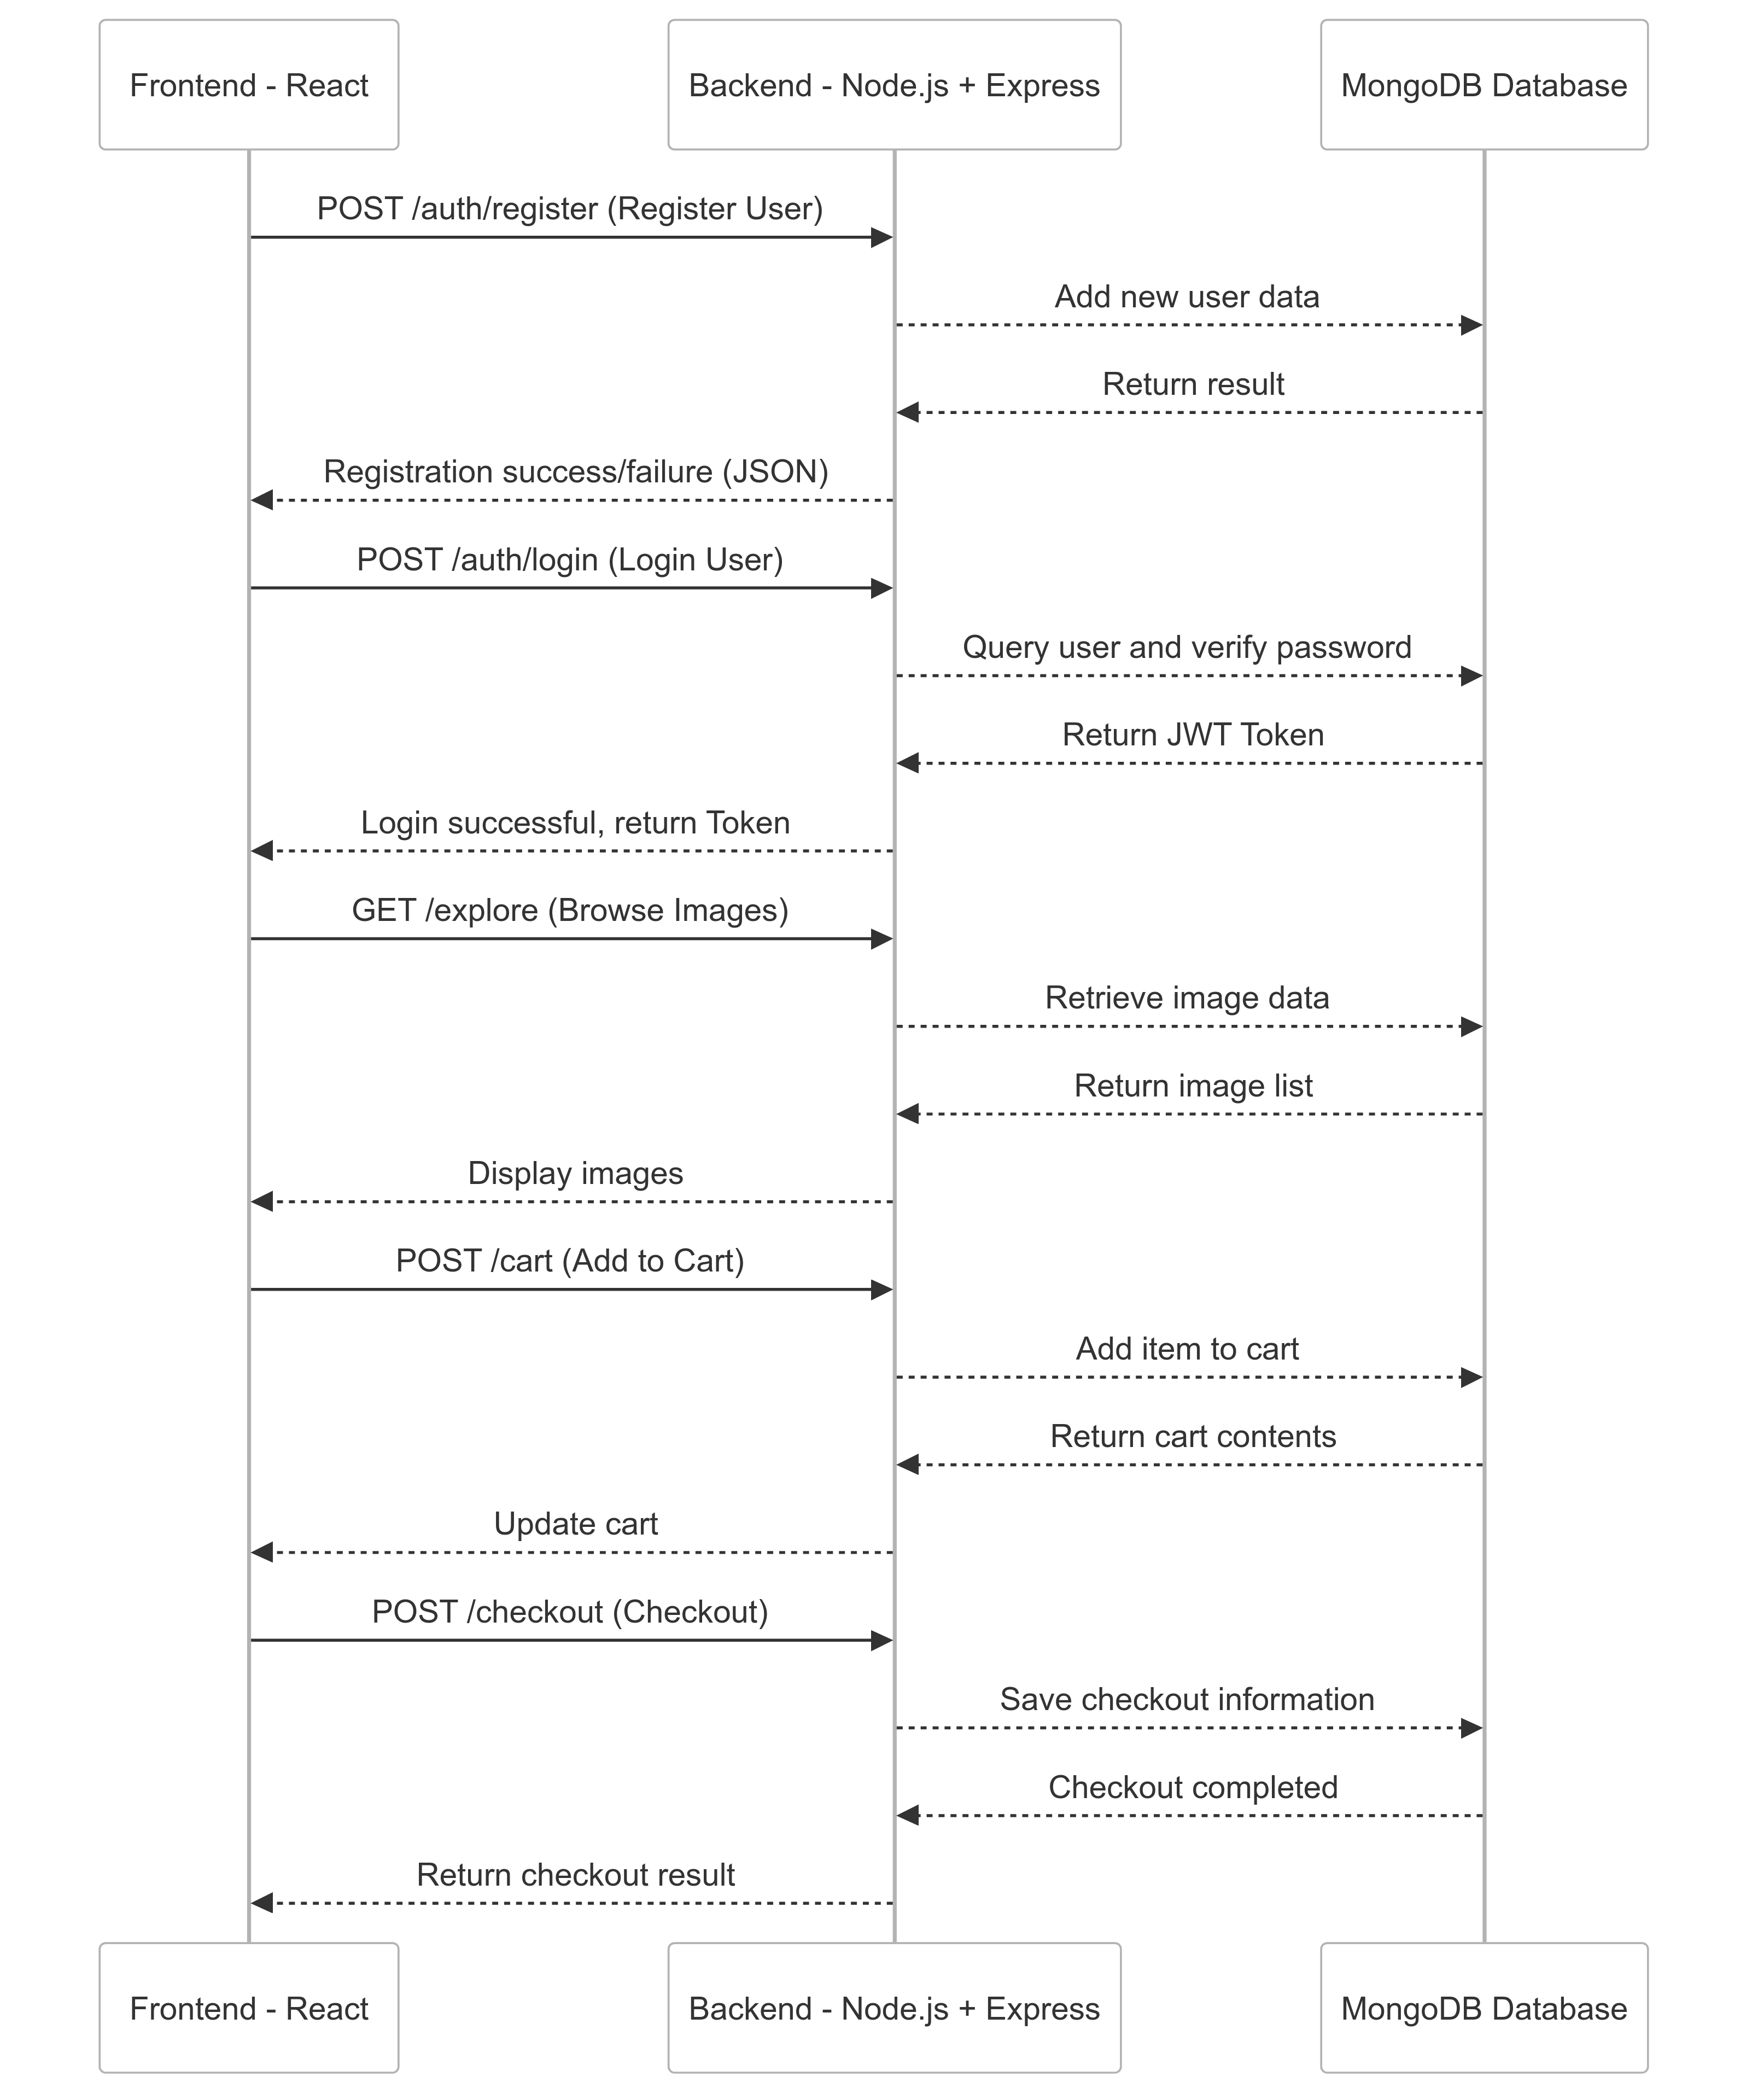 Frontend - React
Backend - Node.js + Express
MongoDB Database
POST /auth/register (Register User)
Add new user data
Return result
Registration success/failure (JSON)
POST /auth/login (Login User)
Query user and verify password
Return JWT Token
Login successful, return Token
GET /explore (Browse Images)
Retrieve image data
Return image list
Display images
POST /cart (Add to Cart)
Add item to cart
Return cart contents
Update cart
POST /checkout (Checkout)
Save checkout information
Checkout completed
Return checkout result
Frontend - React
Backend - Node.js + Express
MongoDB Database